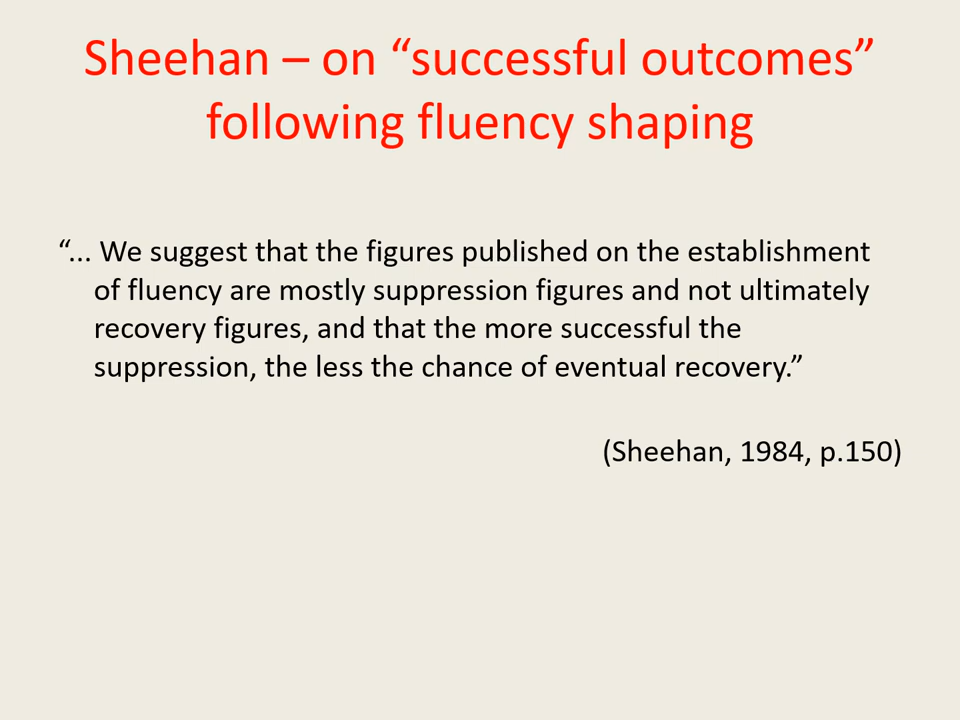 Sheehan – on “successful outcomes”
following fluency shaping
“... We suggest that the figures published on the establishment
of fluency are mostly suppression figures and not ultimately
recovery figures, and that the more successful the
suppression, the less the chance of eventual recovery.”
(Sheehan, 1984, p.150)